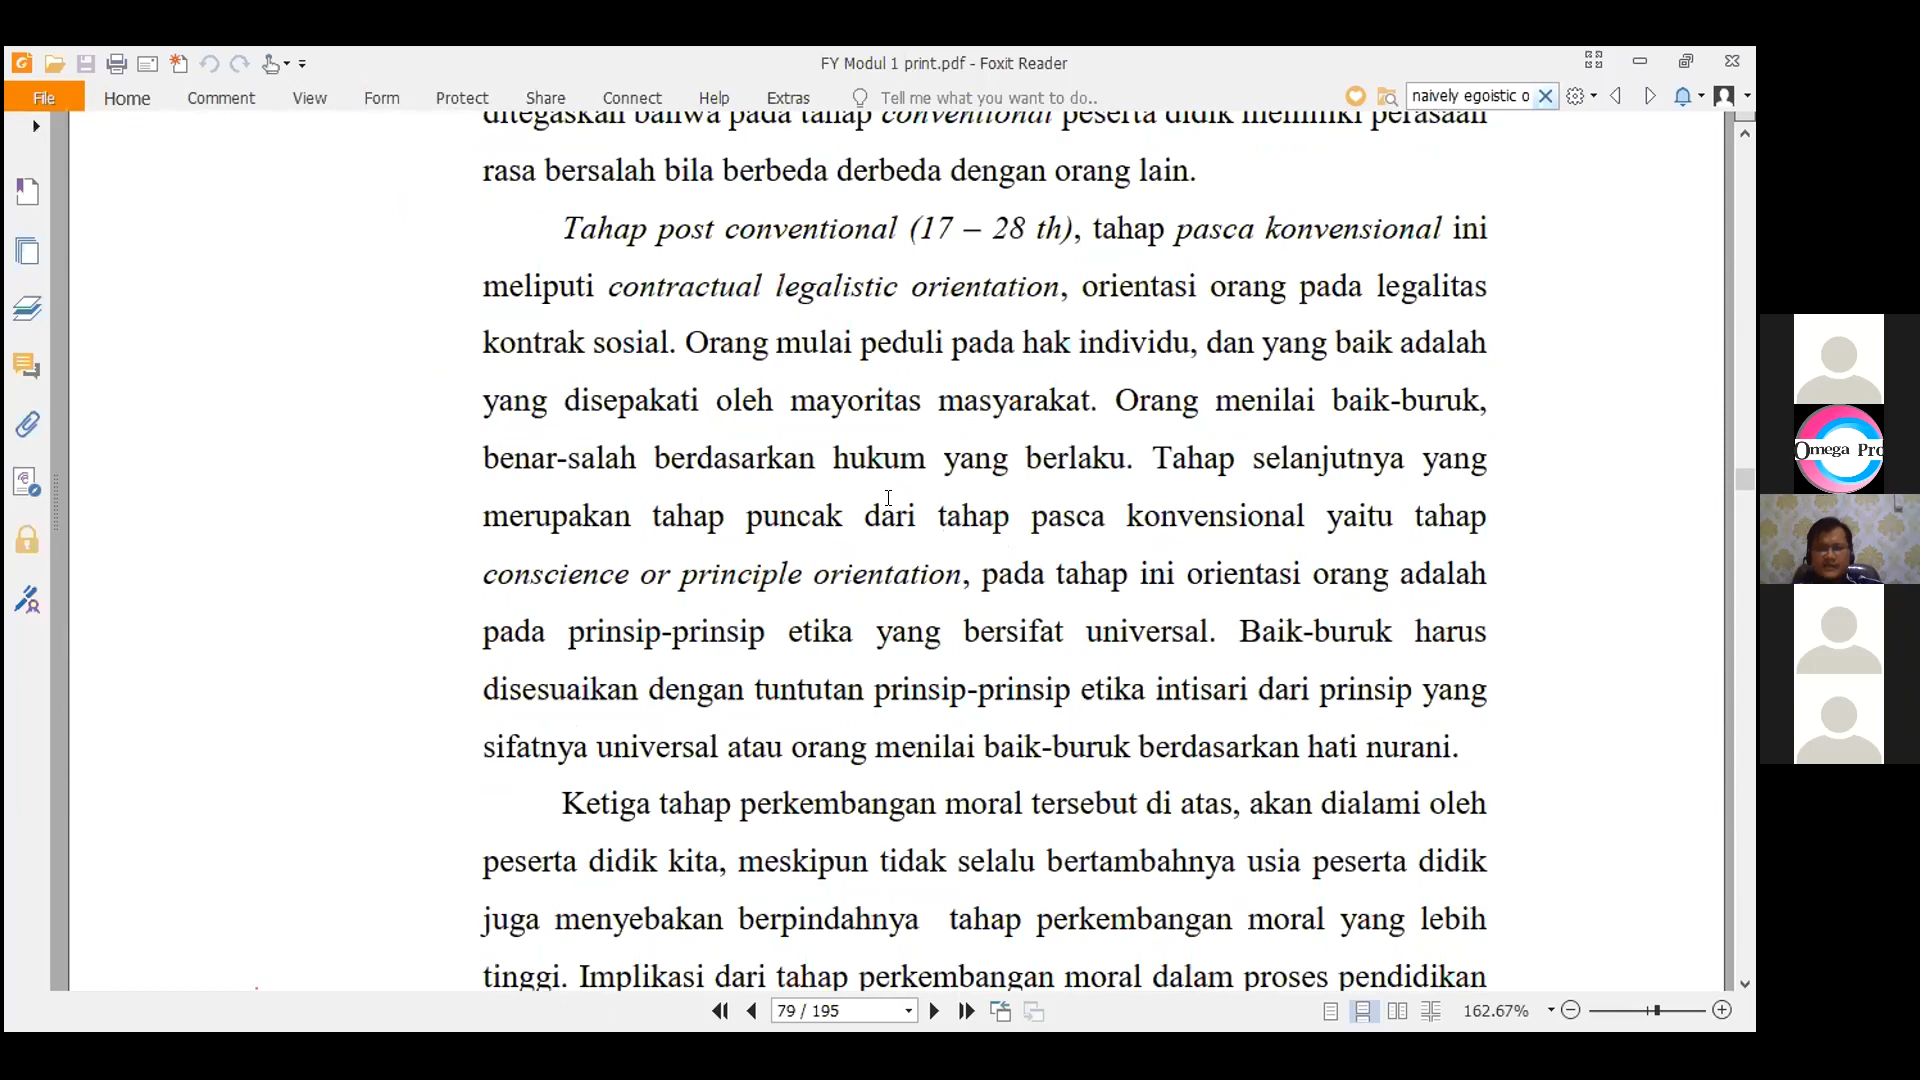 FY Modul 1 print.pdf - Foxit Reader
File Home Comment View Form Protect Share Connect Help Extras Tell me what you want to do.. naively egoistic o
ditegaskan bahwa pada tahap conventional peserta didik memiliki perasaan
rasa bersalah bila berbeda derbeda dengan orang lain.
Tahap post conventional (17 – 28 th), tahap pasca konvensional ini
meliputi contractual legalistic orientation, orientasi orang pada legalitas
kontrak sosial. Orang mulai peduli pada hak individu, dan yang baik adalah
yang disepakati oleh mayoritas masyarakat. Orang menilai baik-buruk,
benar-salah berdasarkan hukum yang berlaku. Tahap selanjutnya yang
merupakan tahap puncak dari tahap pasca konvensional yaitu tahap
conscience or principle orientation, pada tahap ini orientasi orang adalah
pada prinsip-prinsip etika yang bersifat universal. Baik-buruk harus
disesuaikan dengan tuntutan prinsip-prinsip etika intisari dari prinsip yang
sifatnya universal atau orang menilai baik-buruk berdasarkan hati nurani.
Ketiga tahap perkembangan moral tersebut di atas, akan dialami oleh
peserta didik kita, meskipun tidak selalu bertambahnya usia peserta didik
juga menyebakan berpindahnya tahap perkembangan moral yang lebih
tinggi. Implikasi dari tahap perkembangan moral dalam proses pendidikan
79 / 195
162.67%
Omega Pro